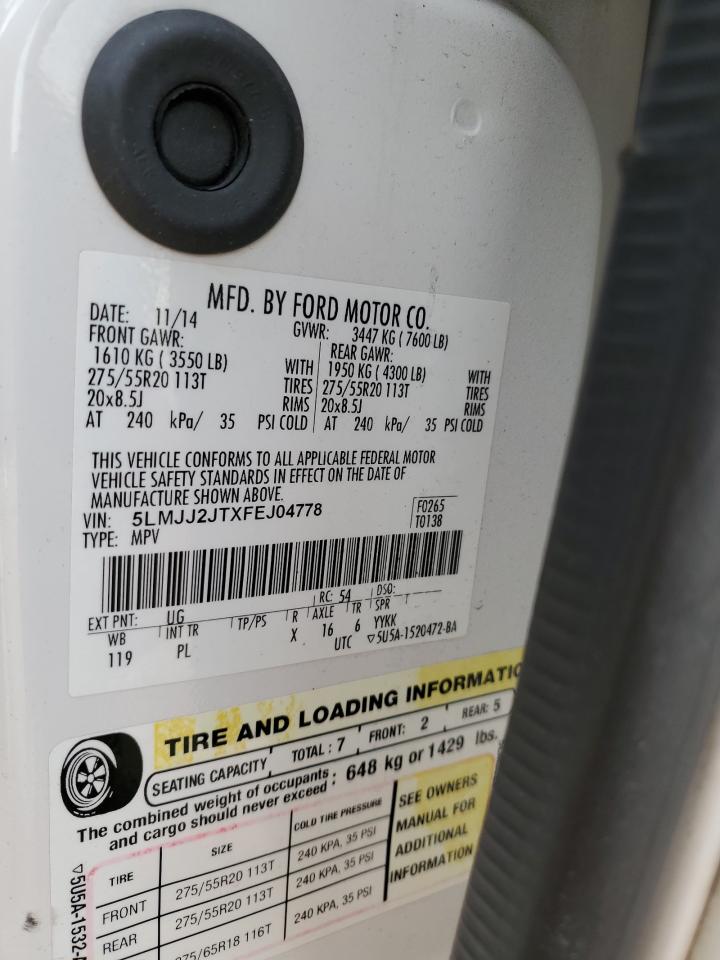 MFD. BY FORD MOTOR CO.
DATE: 11/14 GVWR: 3447 KG ( 7600 LB)
FRONT GAWR: REAR GAWR:
1610 KG ( 3550 LB) WITH 1950 KG ( 4300 LB) WITH
275/55R20 113T TIRES 275/55R20 113T TIRES
20x8.5J RIMS 20x8.5J RIMS
AT 240 kPa/ 35 PSI COLD AT 240 kPa/ 35 PSI COLD
THIS VEHICLE CONFORMS TO ALL APPLICABLE FEDERAL MOTOR
VEHICLE SAFETY STANDARDS IN EFFECT ON THE DATE OF
MANUFACTURE SHOWN ABOVE.
VIN: 5LMJJ2JTXFEJ04778 F0265
TYPE: MPV T0138
EXT PNT: UG RC: 54 DSO:
WB INT TR TP/PS R AXLE TR SPR
119 PL X 16 6 YYKK
UTC ▽5U5A-1520472-BA
TIRE AND LOADING INFORMATIO
SEATING CAPACITY TOTAL : 7 FRONT: 2 REAR: 5
The combined weight of occupants : 648 kg or 1429 lbs.
and cargo should never exceed
TIRE SIZE COLD TIRE PRESSURE
FRONT 275/55R20 113T 240 KPA, 35 PSI
REAR 275/55R20 113T 240 KPA, 35 PSI
275/65R18 116T 240 KPA, 35 PSI
SEE OWNERS
MANUAL FOR
ADDITIONAL
INFORMATION
▽5U5A-1532-